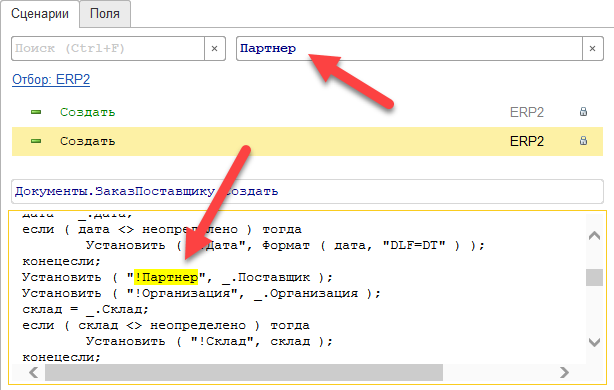 Сценарии Поля
Поиск (Ctrl+F) × Партнер ×
Отбор: ERP2
Создать ERP2
Создать ERP2
Документы.ЗаказПоставщику.Создать
дата = _.Дата;
если ( дата <> неопределено ) тогда
Установить ( "!Дата", Формат ( дата, "DLF=DT" ) );
конецесли;
Установить ( "!Партнер", _.Поставщик );
Установить ( "!Организация", _.Организация );
склад = _.Склад;
если ( склад <> неопределено ) тогда
Установить ( "!Склад", склад );
конецесли;